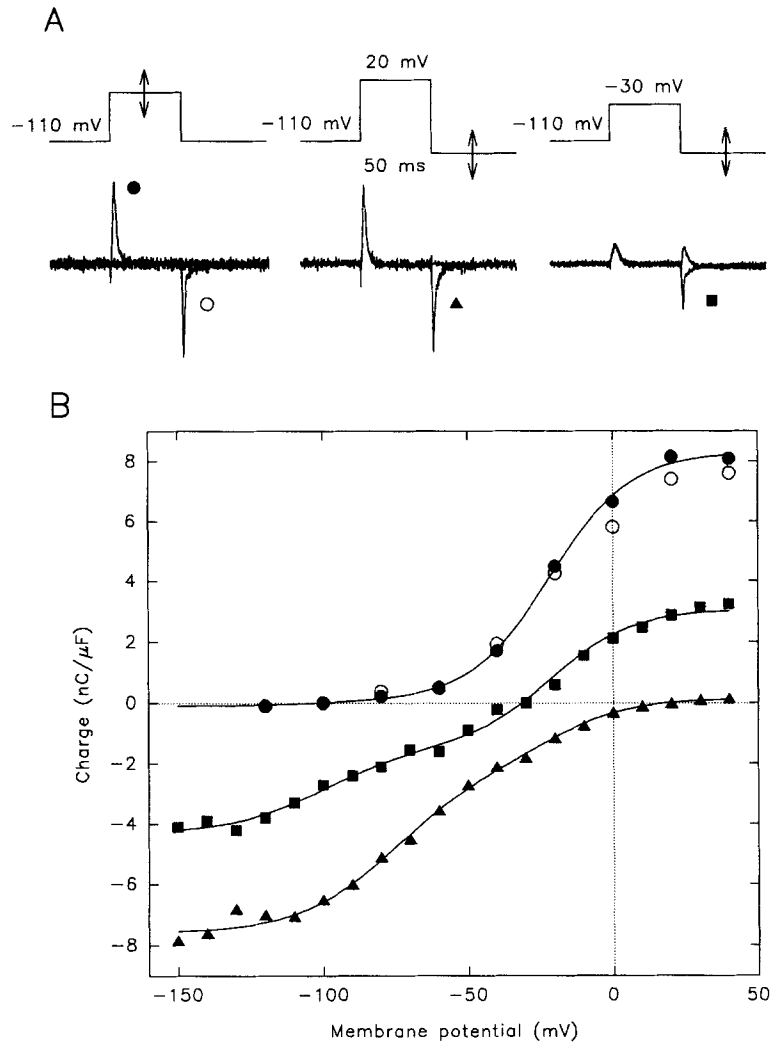 A
20 mV
-30 mV
-110 mV
-110 mV
-110 mV
50 ms
B
8
6
4
2
0
-2
-4
-6
-8
Charge (nC/μF)
-150
-100
-50
0
50
Membrane potential (mV)